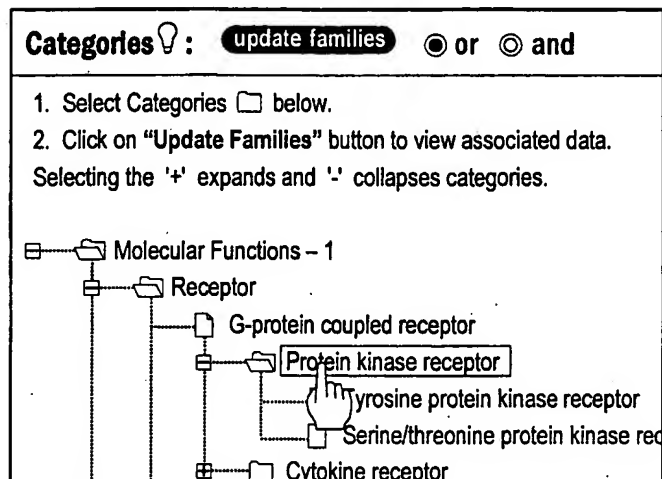 Categories : update families or and
1. Select Categories below.
2. Click on “Update Families” button to view associated data.
Selecting the '+' expands and '-' collapses categories.
Molecular Functions – 1
Receptor
G-protein coupled receptor
Protein kinase receptor
Tyrosine protein kinase receptor
Serine/threonine protein kinase rec
Cytokine receptor